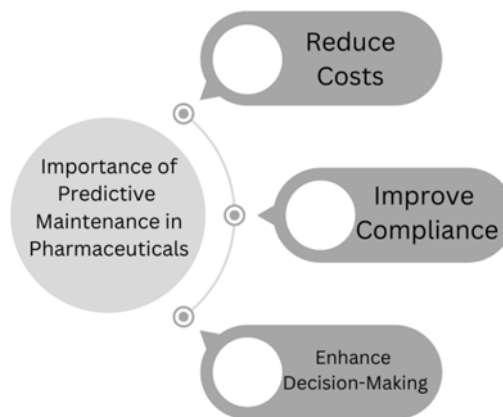 Importance of
Predictive
Maintenance in
Pharmaceuticals
Reduce
Costs
Improve
Compliance
Enhance
Decision-Making